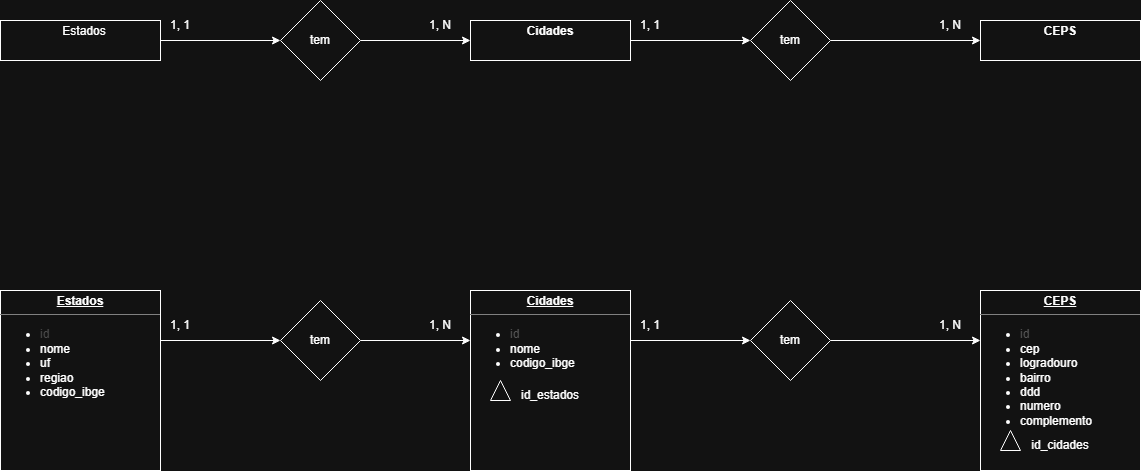 Estados
1, 1
tem
1, N
Cidades
1, 1
tem
1, N
CEPS
Estados
id
nome
uf
regiao
codigo_ibge
1, 1
tem
1, N
Cidades
id
nome
codigo_ibge
id_estados
1, 1
tem
1, N
CEPS
id
cep
logradouro
bairro
ddd
numero
complemento
id_cidades